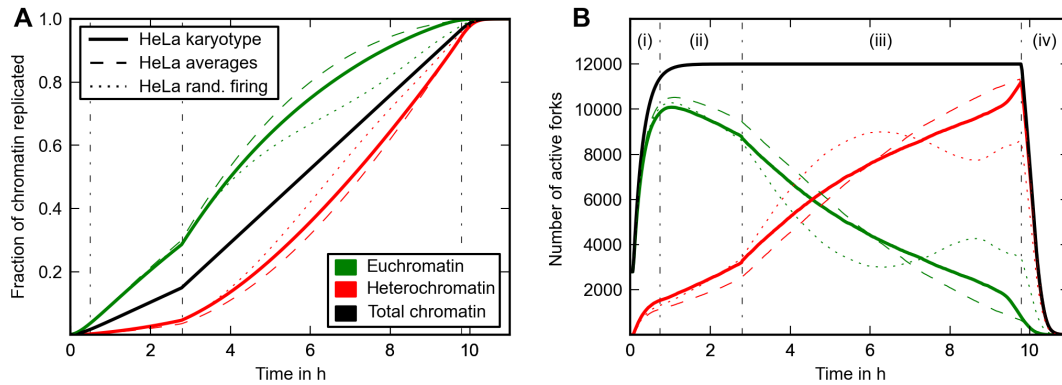 A
Fraction of chromatin replicated
1.0
0.8
0.6
0.4
0.2
HeLa karyotype
HeLa averages
HeLa rand. firing
Euchromatin
Heterochromatin
Total chromatin
0
2
4
6
8
10
Time in h
B
Number of active forks
12000
10000
8000
6000
4000
2000
(i)
(ii)
(iii)
(iv)
0
2
4
6
8
10
Time in h